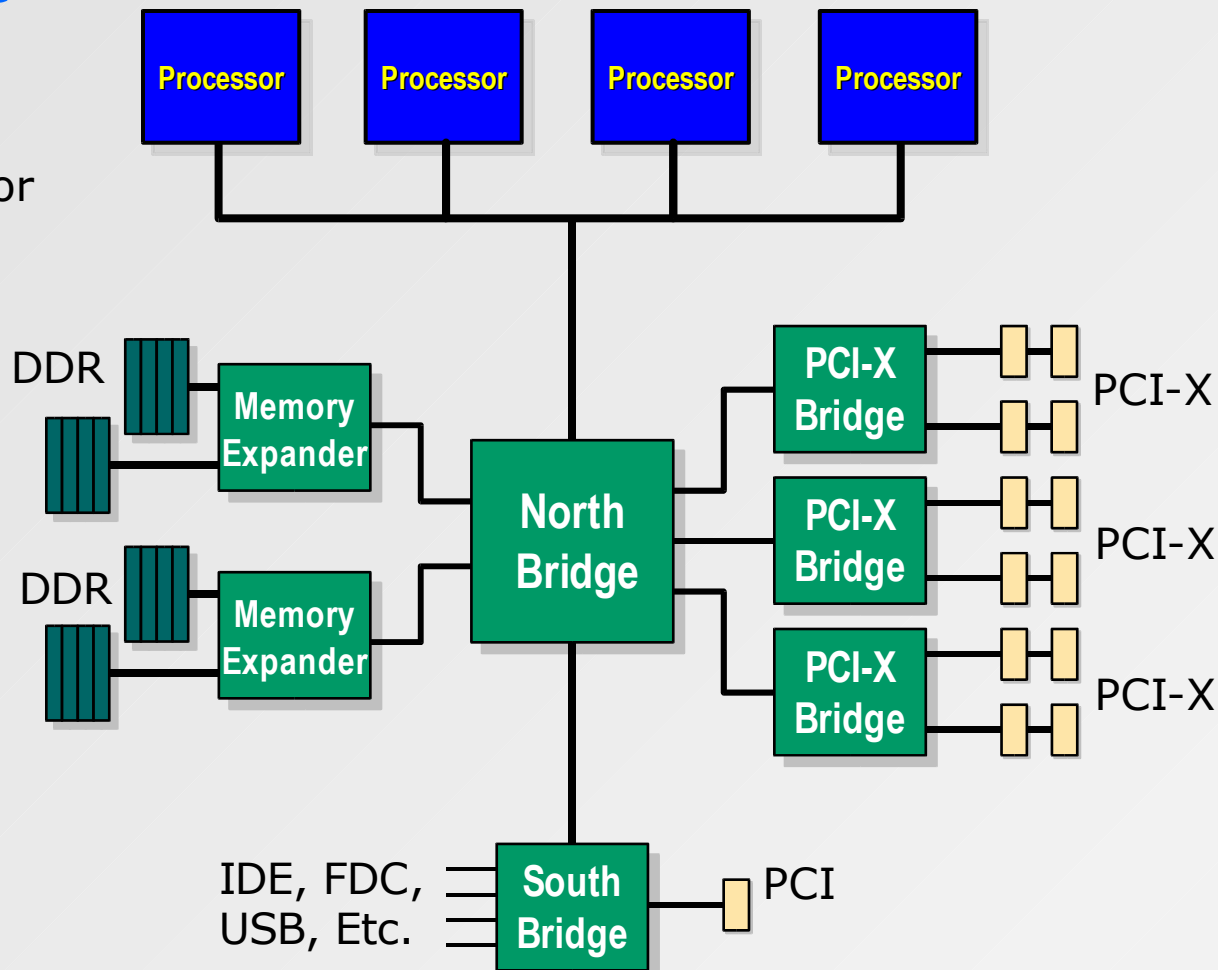 Processor
Processor
Processor
Processor
or
DDR
Memory
Expander
PCI-X
Bridge
PCI-X
North
Bridge
PCI-X
Bridge
PCI-X
DDR
Memory
Expander
PCI-X
Bridge
PCI-X
IDE, FDC,
USB, Etc.
South
Bridge
PCI